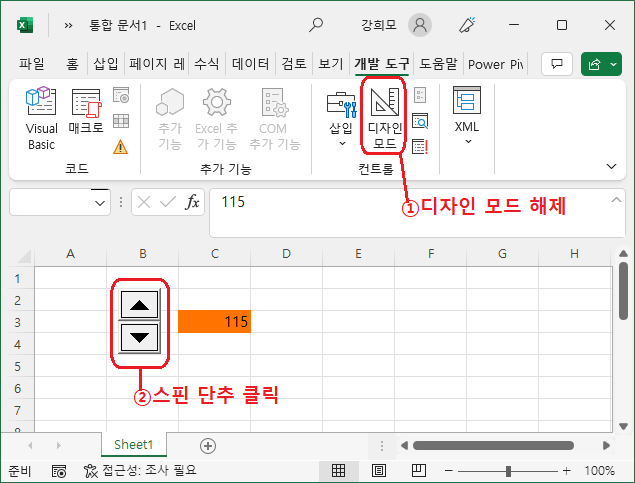 » 통합 문서1 - Excel 강희모
파일 홈 삽입 페이지 레 수식 데이터 검토 보기 개발 도구 도움말 Power Piv
Visual Basic 매크로 추가 기능 Excel 추가 기능 COM 추가 기능 삽입 디자인 모드 XML
코드 추가 기능 컨트롤
fx 115
①디자인 모드 해제
A B C D E F G H
1
2
3 115
4
5
②스핀 단추 클릭
6
7
8
Sheet1
준비 접근성: 조사 필요 100%